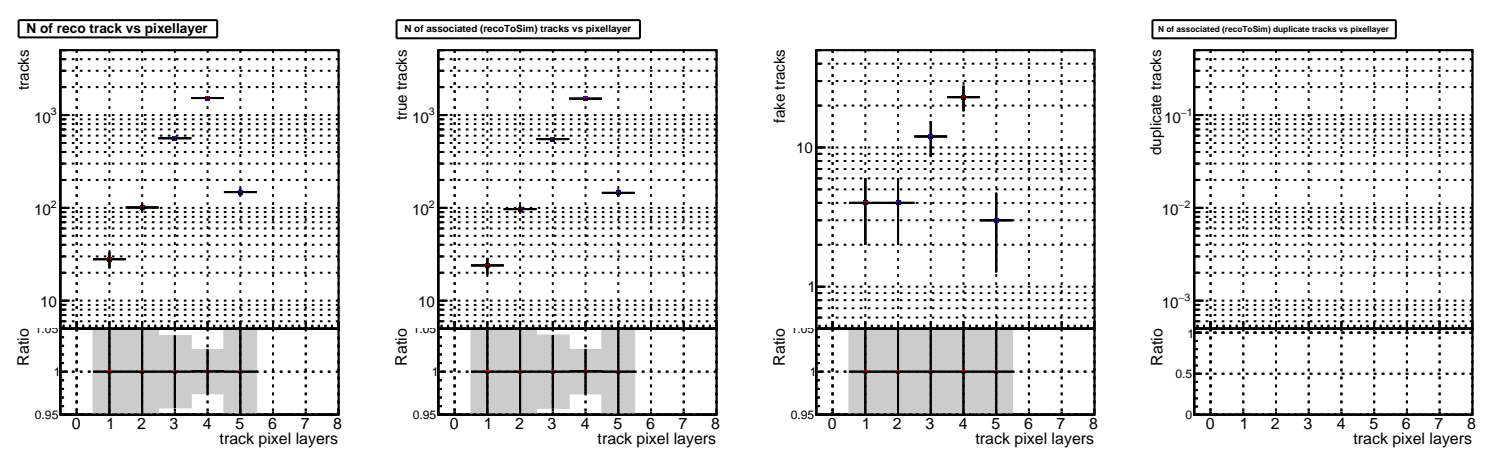 N of reco track vs pixellayer
tracks
10³
10²
10
Ratio
1.05
1
0.95
0 1 2 3 4 5 6 7 8
track pixel layers
N of associated (recoToSim) tracks vs pixellayer
true tracks
10³
10²
10
Ratio
1.05
1
0.95
0 1 2 3 4 5 6 7 8
track pixel layers
fake tracks
10
1
Ratio
1.05
1
0.95
0 1 2 3 4 5 6 7 8
track pixel layers
N of associated (recoToSim) duplicate tracks vs pixellayer
duplicate tracks
10⁻¹
10⁻²
10⁻³
Ratio
1
0.5
0
0 1 2 3 4 5 6 7 8
track pixel layers